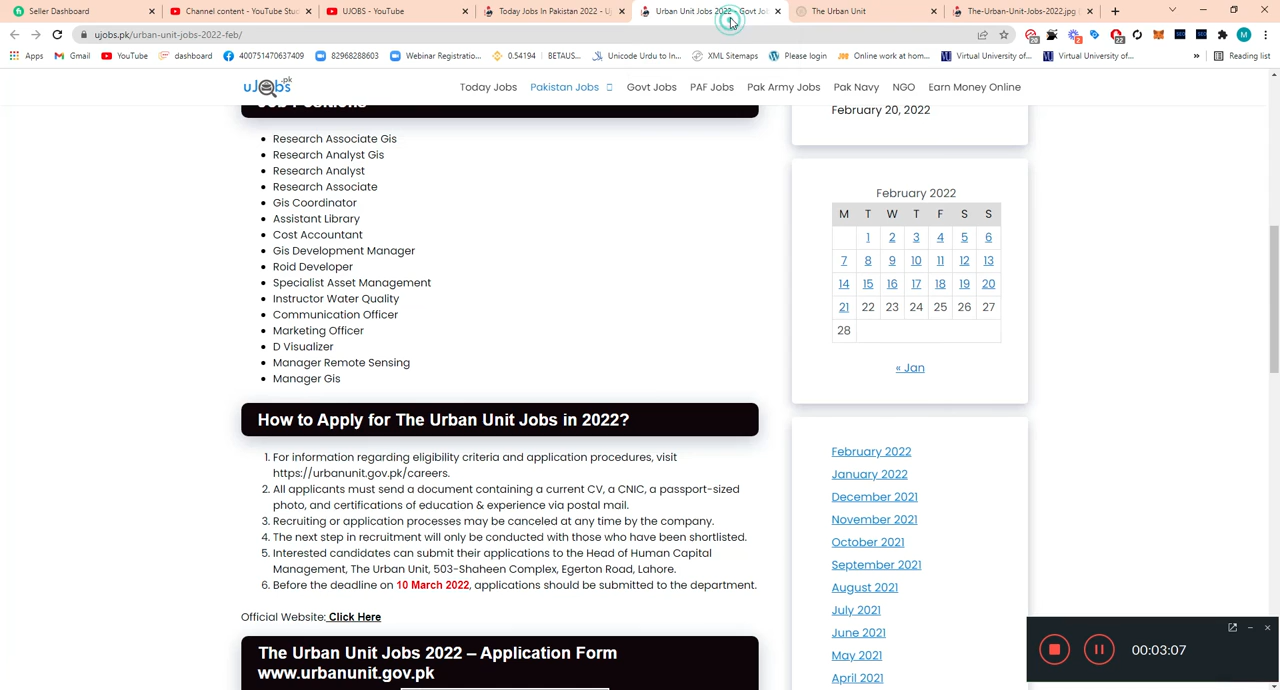 Seller Dashboard
Channel content - YouTube Stu
UJOBS - YouTube
Today Jobs In Pakistan 2022 - U
Urban Unit Jobs 2022 - Govt Jo
The Urban Unit
The-Urban-Unit-Jobs-2022.jpg
ujobs.pk/urban-unit-jobs-2022-feb/
Apps
Gmail
YouTube
dashboard
400751470637409
82968288603
Webinar Registratio...
0.54194 | BETAUS...
Unicode Urdu to In...
XML Sitemaps
Please login
Online work at hom...
Virtual University of...
Virtual University of...
»
Reading list
uJobs.pk
Today Jobs
Pakistan Jobs
Govt Jobs
PAF Jobs
Pak Army Jobs
Pak Navy
NGO
Earn Money Online
Job Positions
Research Associate Gis
Research Analyst Gis
Research Analyst
Research Associate
Gis Coordinator
Assistant Library
Cost Accountant
Gis Development Manager
Roid Developer
Specialist Asset Management
Instructor Water Quality
Communication Officer
Marketing Officer
D Visualizer
Manager Remote Sensing
Manager Gis
How to Apply for The Urban Unit Jobs in 2022?
1. For information regarding eligibility criteria and application procedures, visit
https://urbanunit.gov.pk/careers.
2. All applicants must send a document containing a current CV, a CNIC, a passport-sized
photo, and certifications of education & experience via postal mail.
3. Recruiting or application processes may be canceled at any time by the company.
4. The next step in recruitment will only be conducted with those who have been shortlisted.
5. Interested candidates can submit their applications to the Head of Human Capital
Management, The Urban Unit, 503-Shaheen Complex, Egerton Road, Lahore.
6. Before the deadline on 10 March 2022, applications should be submitted to the department.
Official Website: Click Here
The Urban Unit Jobs 2022 – Application Form
www.urbanunit.gov.pk
February 20, 2022
February 2022
M T W T F S S
1 2 3 4 5 6
7 8 9 10 11 12 13
14 15 16 17 18 19 20
21 22 23 24 25 26 27
28
« Jan
February 2022
January 2022
December 2021
November 2021
October 2021
September 2021
August 2021
July 2021
June 2021
May 2021
April 2021
00:03:07